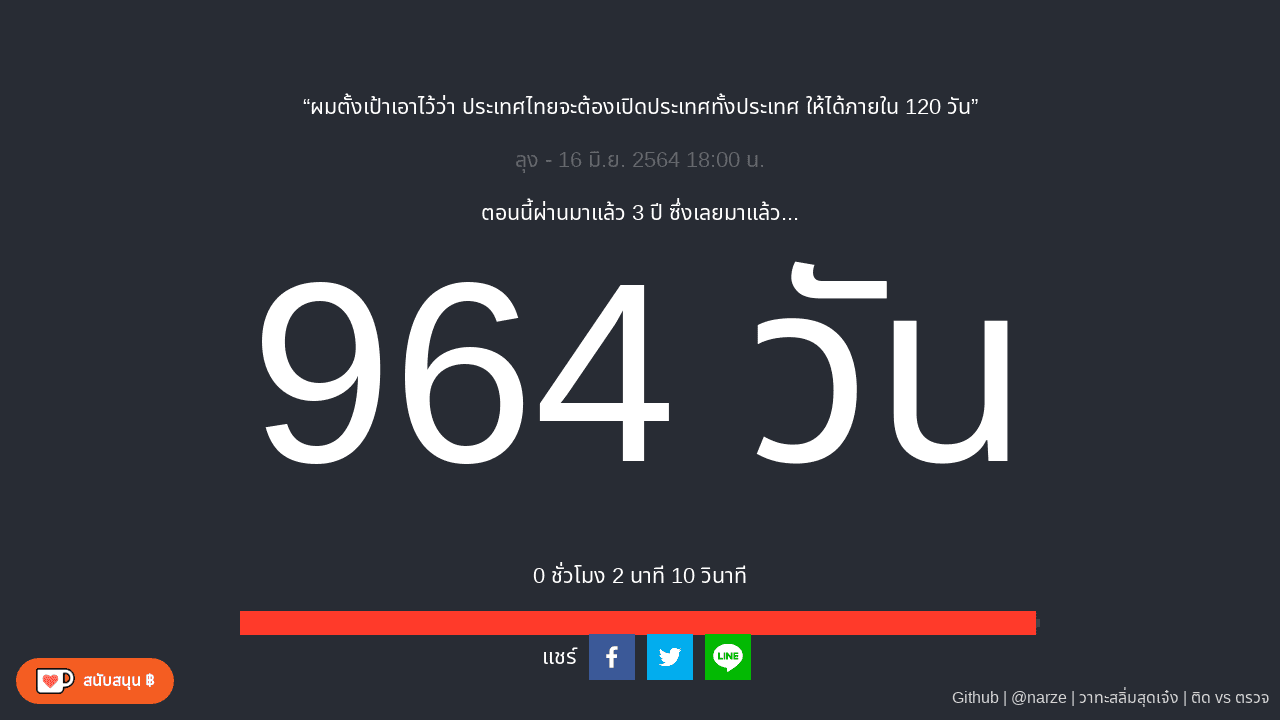 “ผมตั้งเป้าเอาไว้ว่า ประเทศไทยจะต้องเปิดประเทศทั้งประเทศ ให้ได้ภายใน 120 วัน”
ลุง - 16 มิ.ย. 2564 18:00 น.
ตอนนี้ผ่านมาแล้ว 3 ปี ซึ่งเลยมาแล้ว...
964 วัน
0 ชั่วโมง 2 นาที 10 วินาที
แชร์ LINE
สนับสนุน ฿
Github | @narze | วาทะสลิ่มสุดเจ๋ง | ติด vs ตรวจ